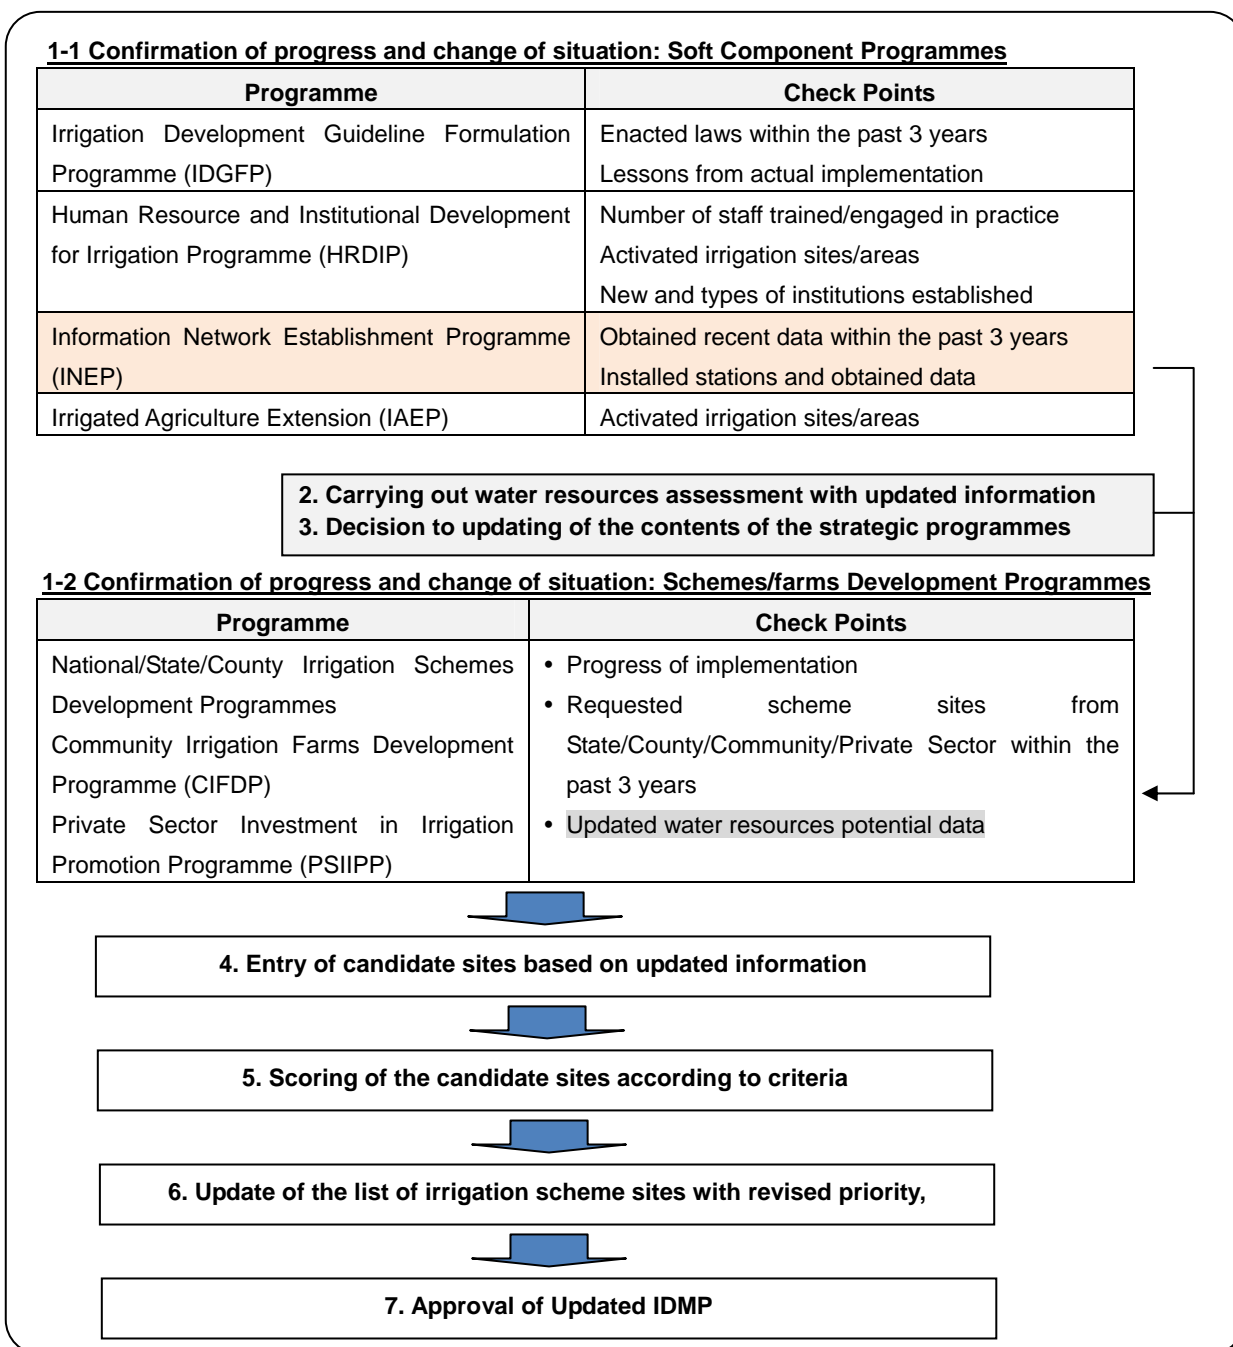 1-1 Confirmation of progress and change of situation: Soft Component Programmes
Programme
Check Points
Irrigation Development Guideline Formulation
Programme (IDGFP)
Enacted laws within the past 3 years
Lessons from actual implementation
Human Resource and Institutional Development
for Irrigation Programme (HRDIP)
Number of staff trained/engaged in practice
Activated irrigation sites/areas
New and types of institutions established
Information Network Establishment Programme
(INEP)
Obtained recent data within the past 3 years
Installed stations and obtained data
Irrigated Agriculture Extension (IAEP)
Activated irrigation sites/areas
2. Carrying out water resources assessment with updated information
3. Decision to updating of the contents of the strategic programmes
1-2 Confirmation of progress and change of situation: Schemes/farms Development Programmes
Programme
Check Points
National/State/County Irrigation Schemes
Development Programmes
Community Irrigation Farms Development
Programme (CIFDP)
Private Sector Investment in Irrigation
Promotion Programme (PSIIPP)
• Progress of implementation
• Requested scheme sites from
State/County/Community/Private Sector within the
past 3 years
• Updated water resources potential data
4. Entry of candidate sites based on updated information
5. Scoring of the candidate sites according to criteria
6. Update of the list of irrigation scheme sites with revised priority,
7. Approval of Updated IDMP